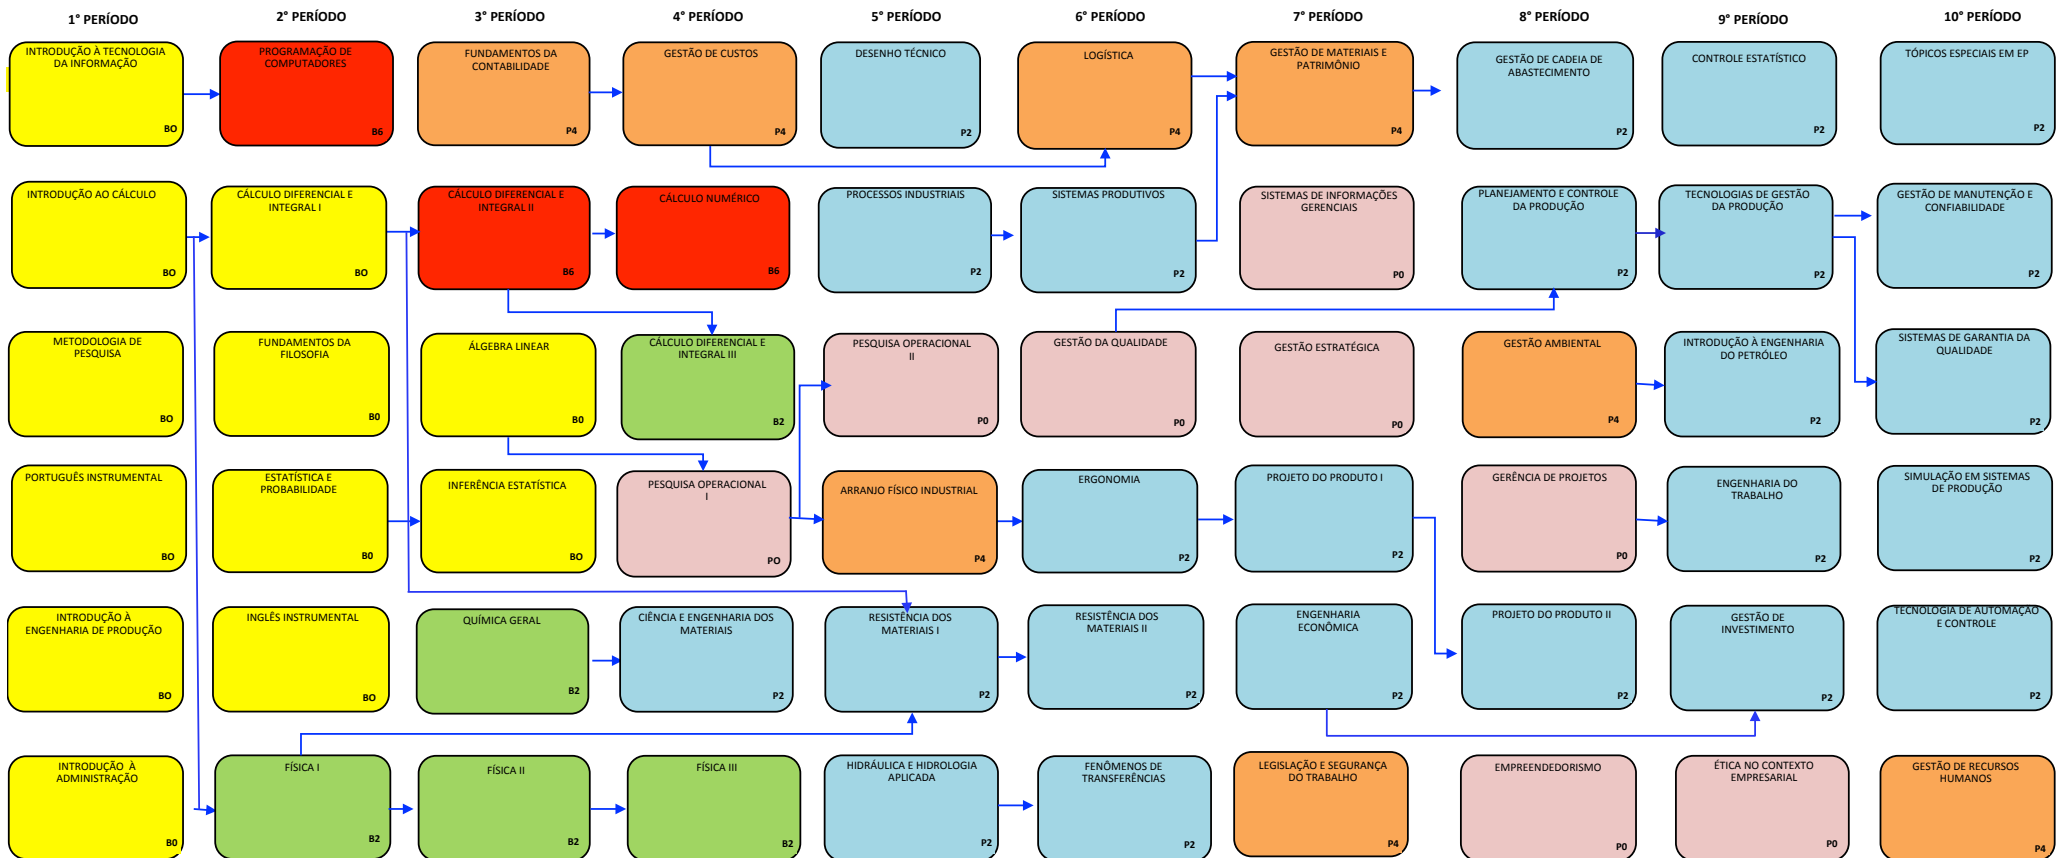 1° PERÍODO
2° PERÍODO
3° PERÍODO
4° PERÍODO
5° PERÍODO
6° PERÍODO
7° PERÍODO
8° PERÍODO
9° PERÍODO
10° PERÍODO
INTRODUÇÃO À TECNOLOGIA
DA INFORMAÇÃO
BO
PROGRAMAÇÃO DE
COMPUTADORES
B6
FUNDAMENTOS DA
CONTABILIDADE
P4
GESTÃO DE CUSTOS
P4
DESENHO TÉCNICO
P2
LOGÍSTICA
P4
GESTÃO DE MATERIAIS E
PATRIMÔNIO
P4
GESTÃO DE CADEIA DE
ABASTECIMENTO
P2
CONTROLE ESTATÍSTICO
P2
TÓPICOS ESPECIAIS EM EP
P2
INTRODUÇÃO AO CÁLCULO
BO
CÁLCULO DIFERENCIAL E
INTEGRAL I
BO
CÁLCULO DIFERENCIAL E
INTEGRAL II
B6
CÁLCULO NUMÉRICO
B6
PROCESSOS INDUSTRIAIS
P2
SISTEMAS PRODUTIVOS
P2
SISTEMAS DE INFORMAÇÕES
GERENCIAIS
P0
PLANEJAMENTO E CONTROLE
DA PRODUÇÃO
P2
TECNOLOGIAS DE GESTÃO
DA PRODUÇÃO
P2
GESTÃO DE MANUTENÇÃO E
CONFIABILIDADE
P2
METODOLOGIA DE
PESQUISA
BO
FUNDAMENTOS DA
FILOSOFIA
B0
ÁLGEBRA LINEAR
B0
CÁLCULO DIFERENCIAL E
INTEGRAL III
B2
PESQUISA OPERACIONAL
II
P0
GESTÃO DA QUALIDADE
P0
GESTÃO ESTRATÉGICA
P0
GESTÃO AMBIENTAL
P4
INTRODUÇÃO À ENGENHARIA
DO PETRÓLEO
P2
SISTEMAS DE GARANTIA DA
QUALIDADE
P2
PORTUGUÊS INSTRUMENTAL
BO
ESTATÍSTICA E
PROBABILIDADE
B0
INFERÊNCIA ESTATÍSTICA
BO
PESQUISA OPERACIONAL
I
PO
ARRANJO FÍSICO INDUSTRIAL
P4
ERGONOMIA
P2
PROJETO DO PRODUTO I
P2
GERÊNCIA DE PROJETOS
P0
ENGENHARIA DO
TRABALHO
P2
SIMULAÇÃO EM SISTEMAS
DE PRODUÇÃO
P2
INTRODUÇÃO À
ENGENHARIA DE PRODUÇÃO
BO
INGLÊS INSTRUMENTAL
BO
QUÍMICA GERAL
B2
CIÊNCIA E ENGENHARIA DOS
MATERIAIS
P2
RESISTÊNCIA DOS
MATERIAIS I
P2
RESISTÊNCIA DOS
MATERIAIS II
P2
ENGENHARIA
ECONÔMICA
P2
PROJETO DO PRODUTO II
P2
GESTÃO DE
INVESTIMENTO
P2
TECNOLOGIA DE AUTOMAÇÃO
E CONTROLE
P2
INTRODUÇÃO À
ADMINISTRAÇÃO
B0
FÍSICA I
B2
FÍSICA II
B2
FÍSICA III
B2
HIDRÁULICA E HIDROLOGIA
APLICADA
P2
FENÔMENOS DE
TRANSFERÊNCIAS
P2
LEGISLAÇÃO E SEGURANÇA
DO TRABALHO
P4
EMPREENDEDORISMO
P0
ÉTICA NO CONTEXTO
EMPRESARIAL
P0
GESTÃO DE RECURSOS
HUMANOS
P4